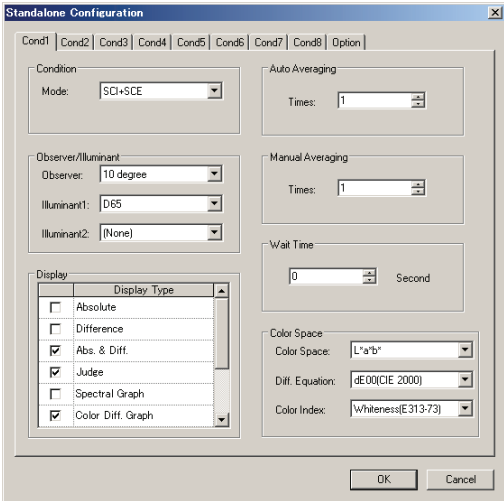 Standalone Configuration
Cond1 Cond2 Cond3 Cond4 Cond5 Cond6 Cond7 Cond8 Option
Condition
Mode: SCI+SCE
Observer/Illuminant
Observer: 10 degree
Illuminant1: D65
Illuminant2: (None)
Display
Display Type
Absolute
Difference
Abs. & Diff.
Judge
Spectral Graph
Color Diff. Graph
Auto Averaging
Times: 1
Manual Averaging
Times: 1
Wait Time
0 Second
Color Space
Color Space: L*a*b*
Diff. Equation: dE00(CIE 2000)
Color Index: Whiteness(E313-73)
OK Cancel